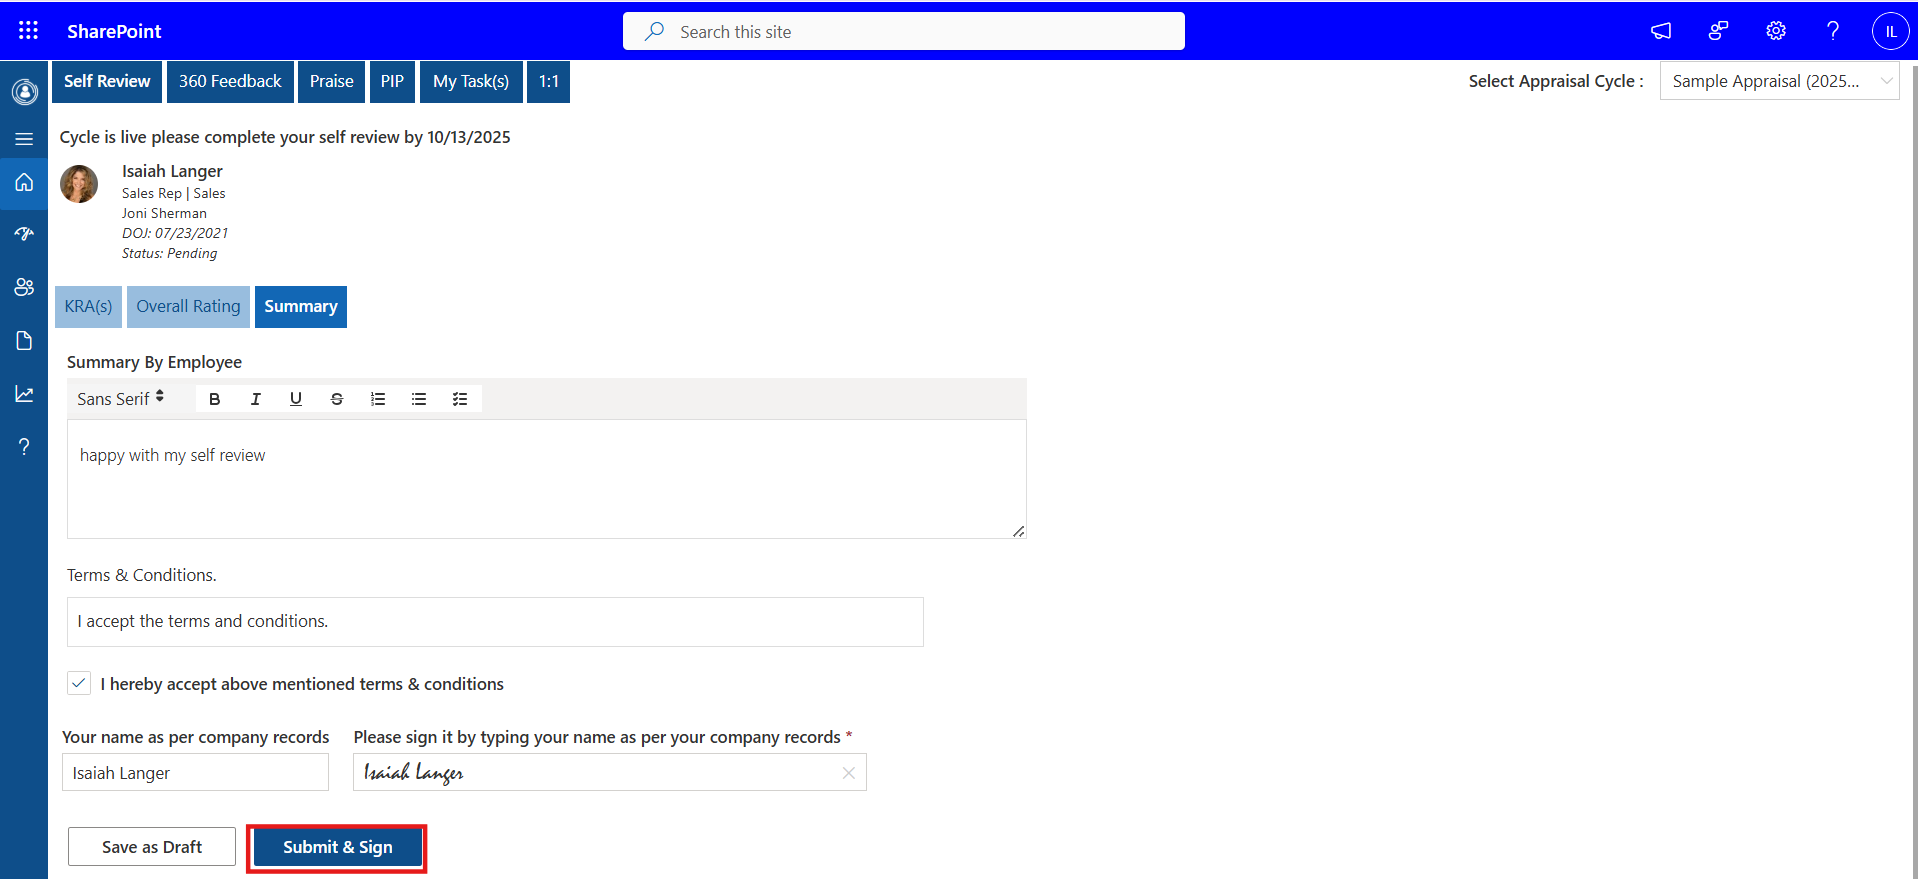 SharePoint
Search this site
IL
Self Review
360 Feedback
Praise
PIP
My Task(s)
1:1
Select Appraisal Cycle :
Sample Appraisal (2025...
Cycle is live please complete your self review by 10/13/2025
Isaiah Langer
Sales Rep | Sales
Joni Sherman
DOJ: 07/23/2021
Status: Pending
KRA(s)
Overall Rating
Summary
Summary By Employee
Sans Serif
B I U S
happy with my self review
Terms & Conditions.
I accept the terms and conditions.
I hereby accept above mentioned terms & conditions
Your name as per company records
Please sign it by typing your name as per your company records *
Isaiah Langer
Isaiah Langer
Save as Draft
Submit & Sign